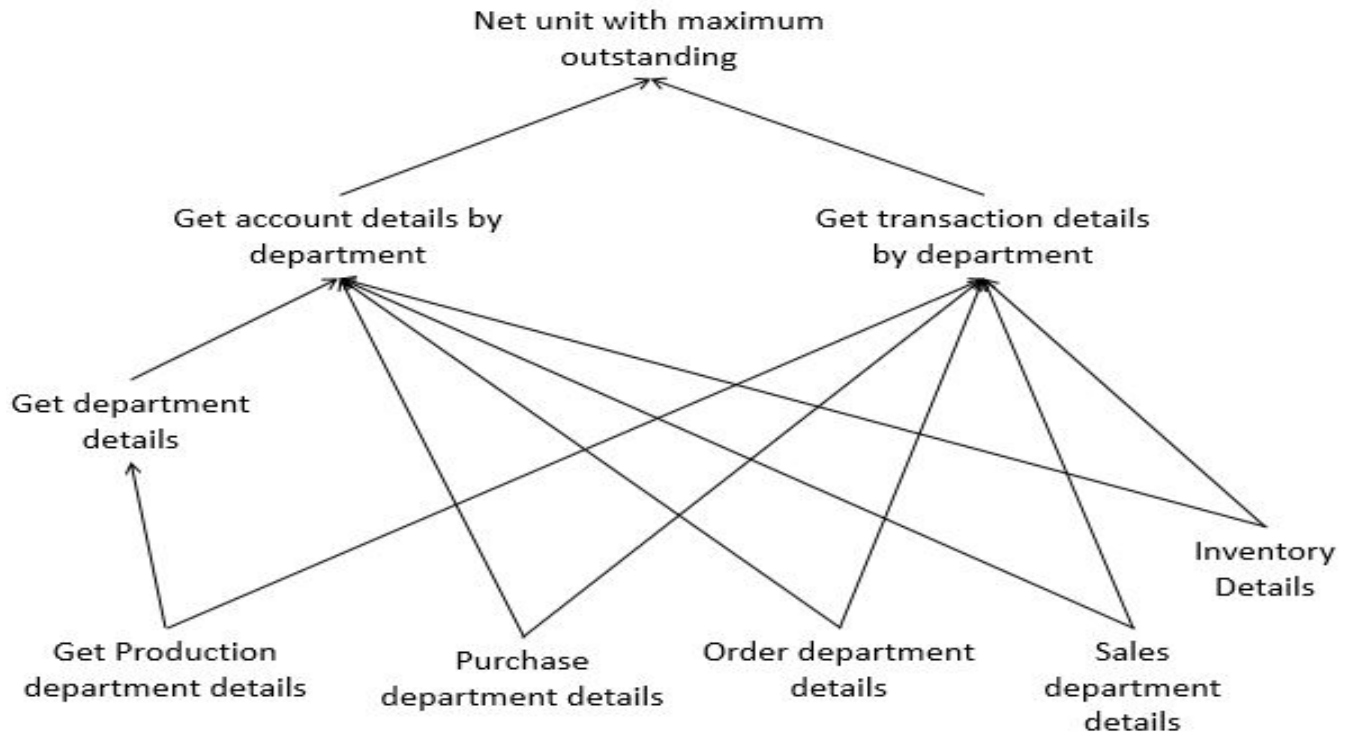 Net unit with maximum
outstanding
Get account details by
department
Get transaction details
by department
Get department
details
Inventory
Details
Get Production
department details
Purchase
department details
Order department
details
Sales
department
details